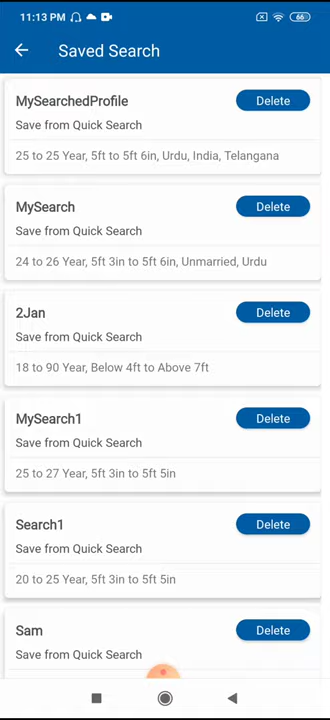 11:13 PM
66
Saved Search
MySearchedProfile
Delete
Save from Quick Search
25 to 25 Year, 5ft to 5ft 6in, Urdu, India, Telangana
MySearch
Delete
Save from Quick Search
24 to 26 Year, 5ft 3in to 5ft 6in, Unmarried, Urdu
2Jan
Delete
Save from Quick Search
18 to 90 Year, Below 4ft to Above 7ft
MySearch1
Delete
Save from Quick Search
25 to 27 Year, 5ft 3in to 5ft 5in
Search1
Delete
Save from Quick Search
20 to 25 Year, 5ft 3in to 5ft 5in
Sam
Delete
Save from Quick Search